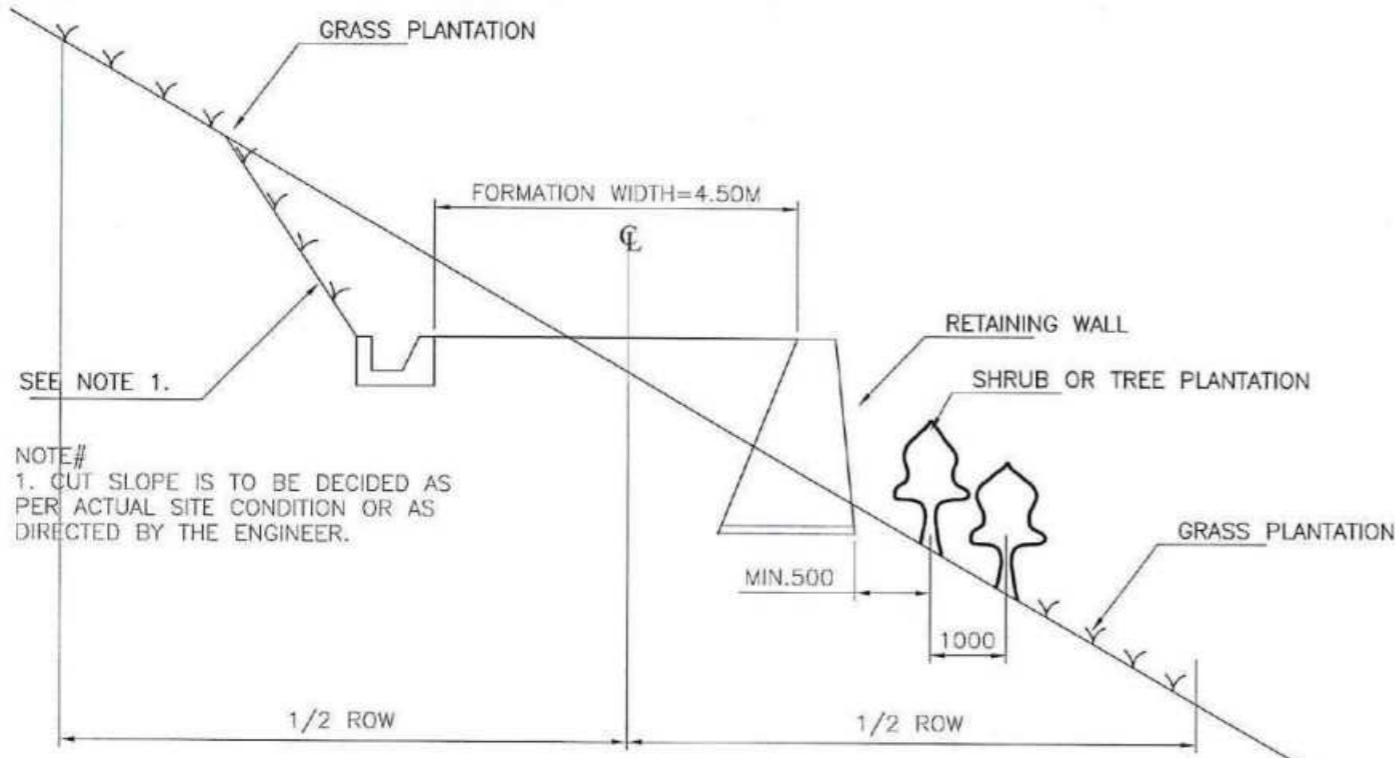 GRASS PLANTATION
FORMATION WIDTH=4.50M
℄
RETAINING WALL
SHRUB OR TREE PLANTATION
SEE NOTE 1.
NOTE#
1. CUT SLOPE IS TO BE DECIDED AS
PER ACTUAL SITE CONDITION OR AS
DIRECTED BY THE ENGINEER.
GRASS PLANTATION
MIN.500
1000
1/2 ROW
1/2 ROW